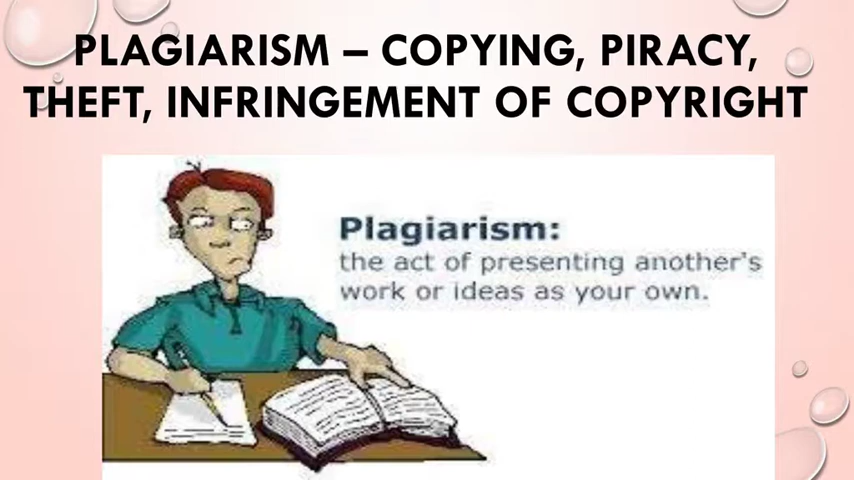 PLAGIARISM – COPYING, PIRACY,
THEFT, INFRINGEMENT OF COPYRIGHT
Plagiarism:
the act of presenting another's
work or ideas as your own.